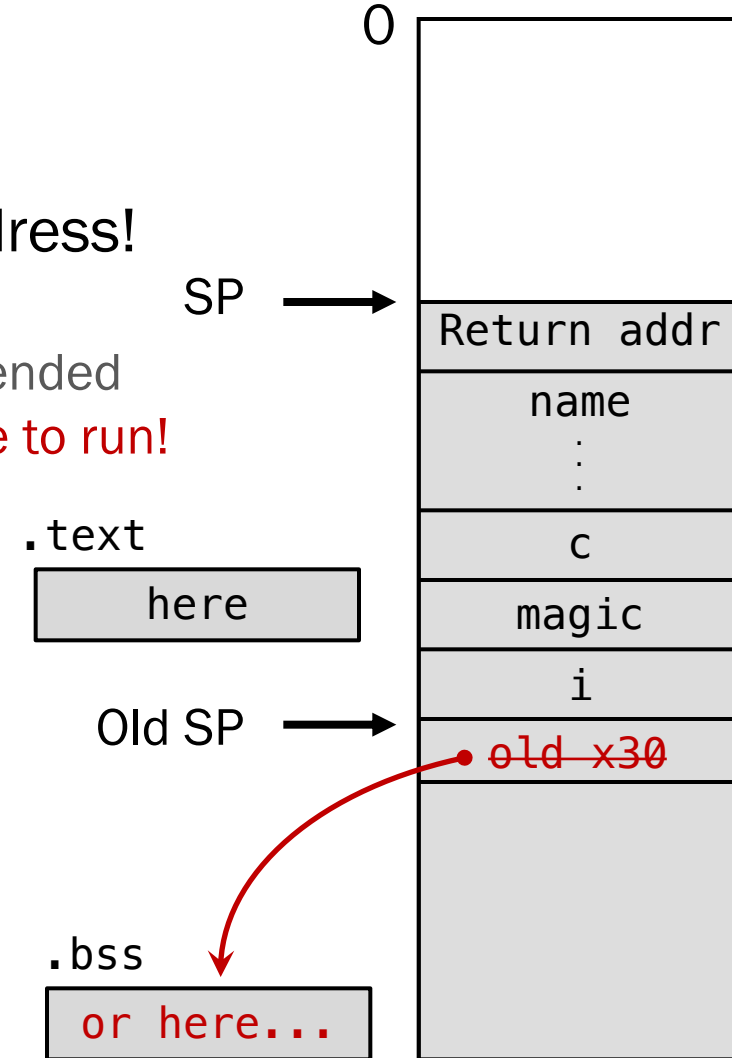 0
dress!
SP
Return addr
ended
name
.
.
.
e to run!
.text
c
here
magic
i
Old SP
old x30
.bss
or here...